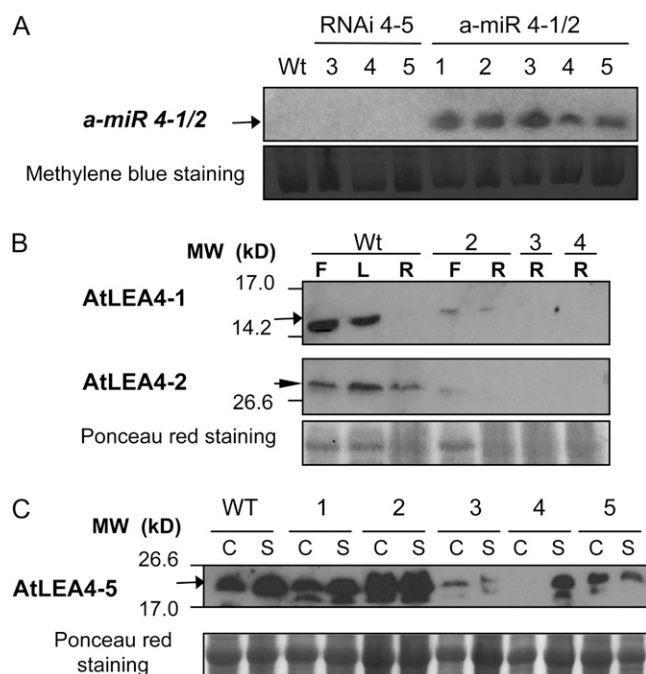 A
RNAi 4-5 a-miR 4-1/2
Wt 3 4 5 1 2 3 4 5
a-miR 4-1/2
Methylene blue staining
B
MW (kD) Wt 2 3 4
F L R F R R R
17.0
AtLEA4-1
14.2
AtLEA4-2
26.6
Ponceau red staining
C
MW (kD) WT 1 2 3 4 5
C S C S C S C S C S C S
26.6
AtLEA4-5
17.0
Ponceau red
staining